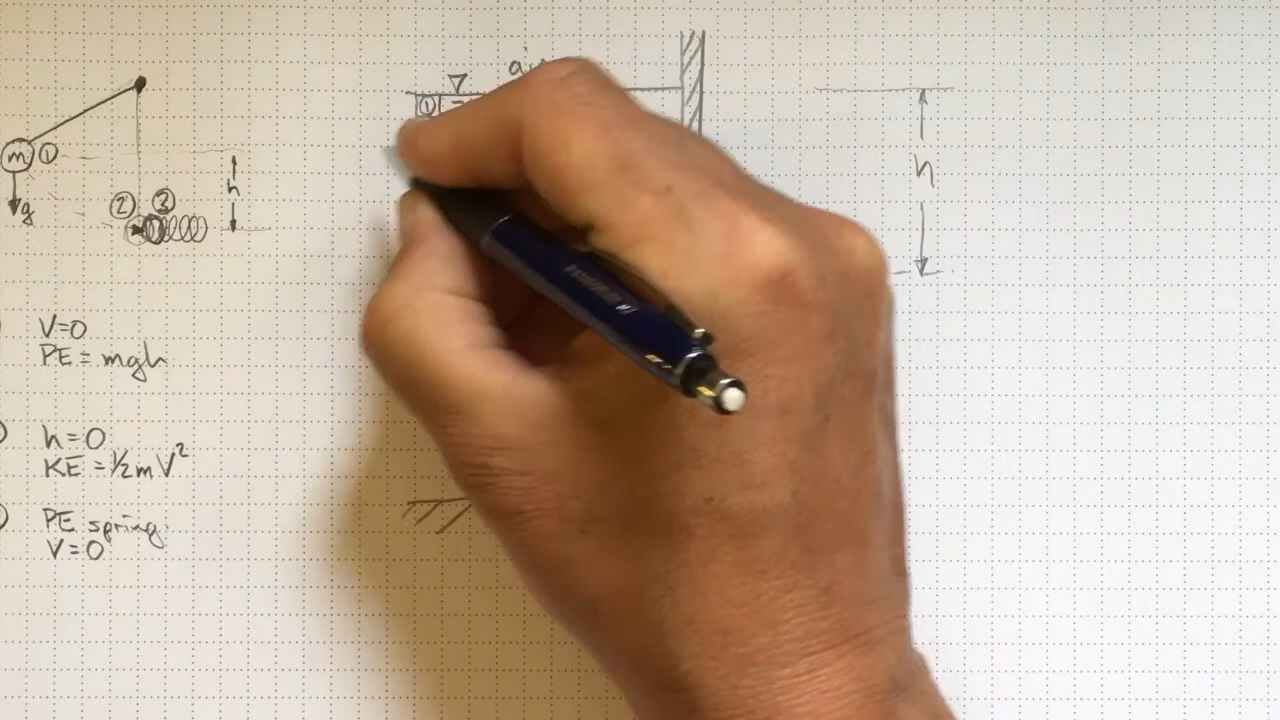 m ①
g
② ③
h
V=0
PE = mgh
h=0
KE = ½mV²
PE spring
V=0
①
h